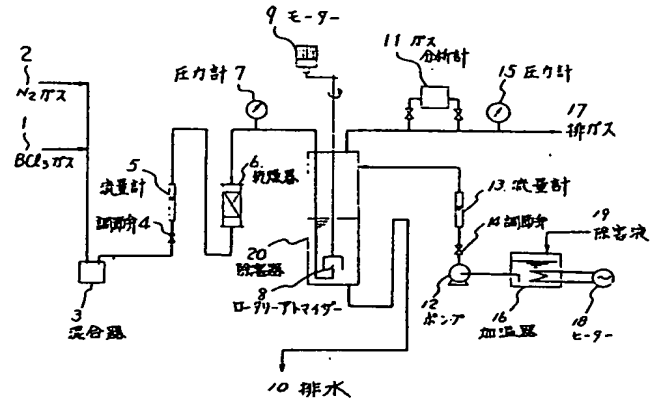 9 モーター
2
N₂ガス
1
BCl₃ガス
圧力計 7
11 ガス
分析計
15 圧力計
17
排ガス
5
流量計
調節弁4
6.
乾燥器
3
混合器
20
除害器
8
ロータリーアトマイザー
13.流量計
14調節弁
19
除害液
12
ポンプ
16
加温器
18
ヒーター
10 排水